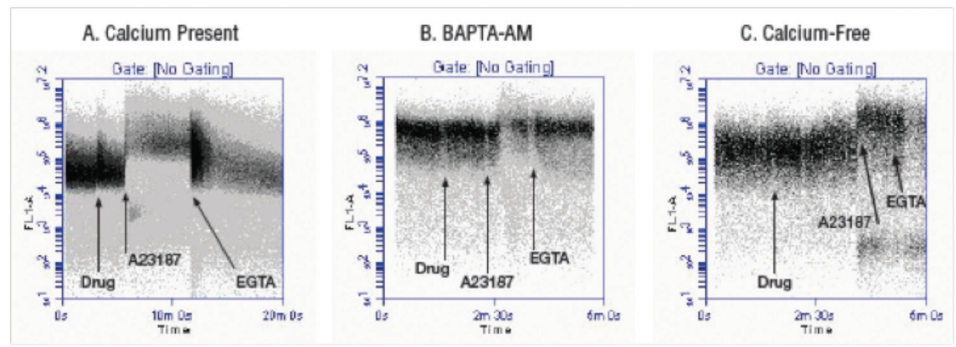 A. Calcium Present
Gate: [No Gating]
FL1-A
Drug
A23187
EGTA
0s
10m 0s
20m 0s
Time
B. BAPTA-AM
Gate: [No Gating]
FL1-A
Drug
A23187
EGTA
0s
2m 30s
6m 0s
Time
C. Calcium-Free
Gate: [No Gating]
FL1-A
Drug
A23187
EGTA
0s
2m 30s
6m 0s
Time